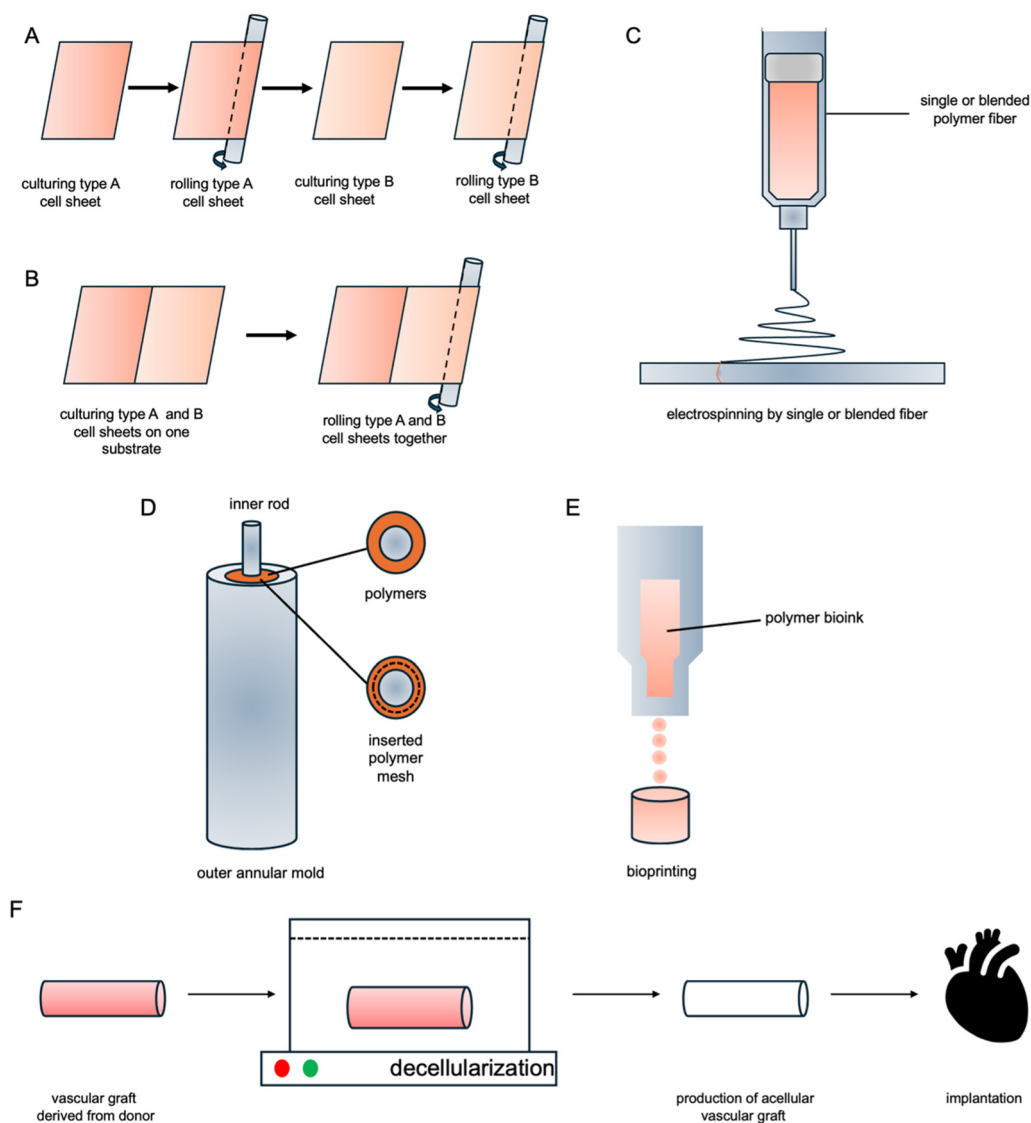 A
culturing type A
cell sheet
rolling type A
cell sheet
culturing type B
cell sheet
rolling type B
cell sheet
B
culturing type A and B
cell sheets on one
substrate
rolling type A and B
cell sheets together
C
single or blended
polymer fiber
electrospinning by single or blended fiber
D
inner rod
polymers
inserted
polymer
mesh
outer annular mold
E
polymer bioink
bioprinting
F
decellularization
vascular graft
derived from donor
production of acellular
vascular graft
implantation